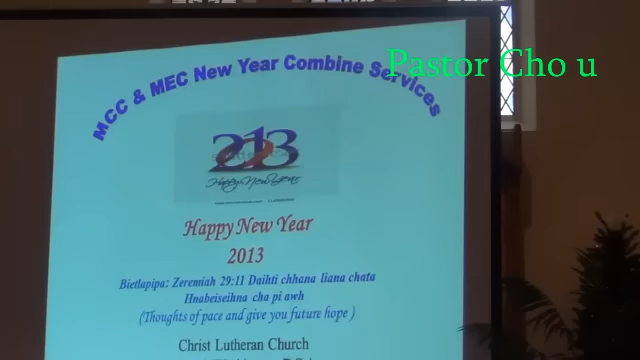 Pastor Cho u
MCC & MEC New Year Combine Services
2013
Happy New Year
Happy New Year
2013
Bietlapipa: Zeremiah 29:11 Daihti chhana liana chata
Hnabeiseihna cha pi awh
(Thoughts of pace and give you future hope )
Christ Lutheran Church